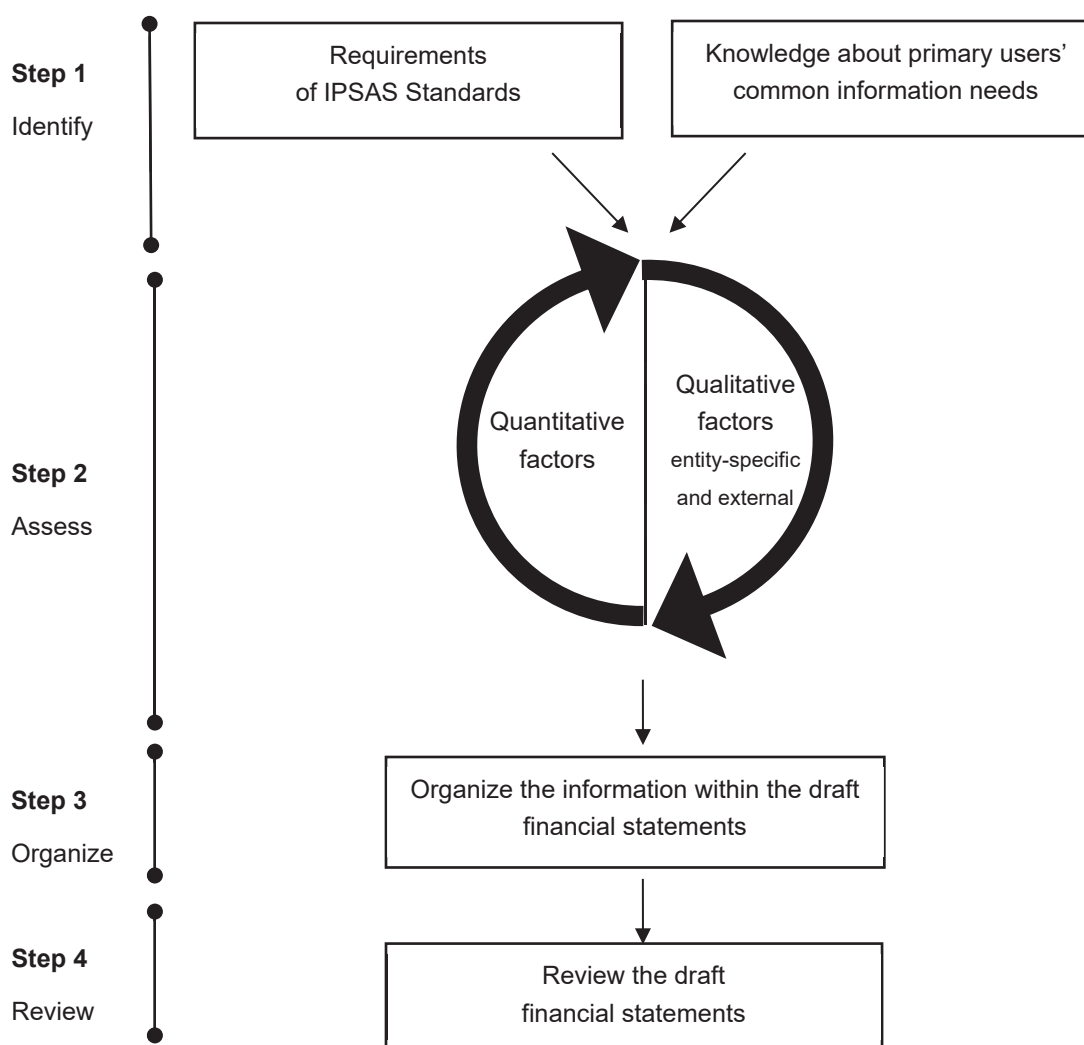 Step 1
Identify
Requirements
of IPSAS Standards
Knowledge about primary users’
common information needs
Step 2
Assess
Quantitative
factors
Qualitative
factors
entity-specific
and external
Step 3
Organize
Organize the information within the draft
financial statements
Step 4
Review
Review the draft
financial statements